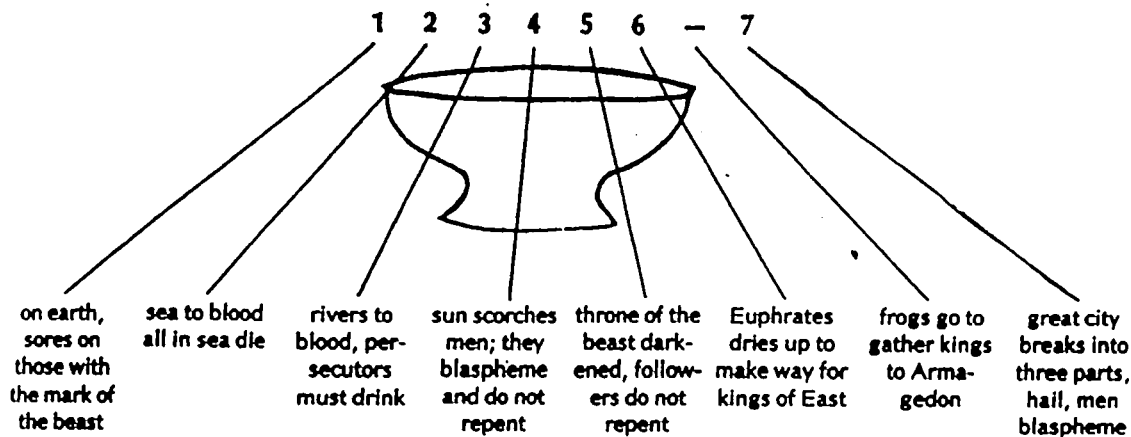 1 2 3 4 5 6 – 7
on earth,
sores on
those with
the mark of
the beast
sea to blood
all in sea die
rivers to
blood, per-
secutors
must drink
sun scorches
men; they
blaspheme
and do not
repent
throne of the
beast dark-
ened, follow-
ers do not
repent
Euphrates
dries up to
make way for
kings of East
frogs go to
gather kings
to Arma-
gedon
great city
breaks into
three parts,
hail, men
blaspheme